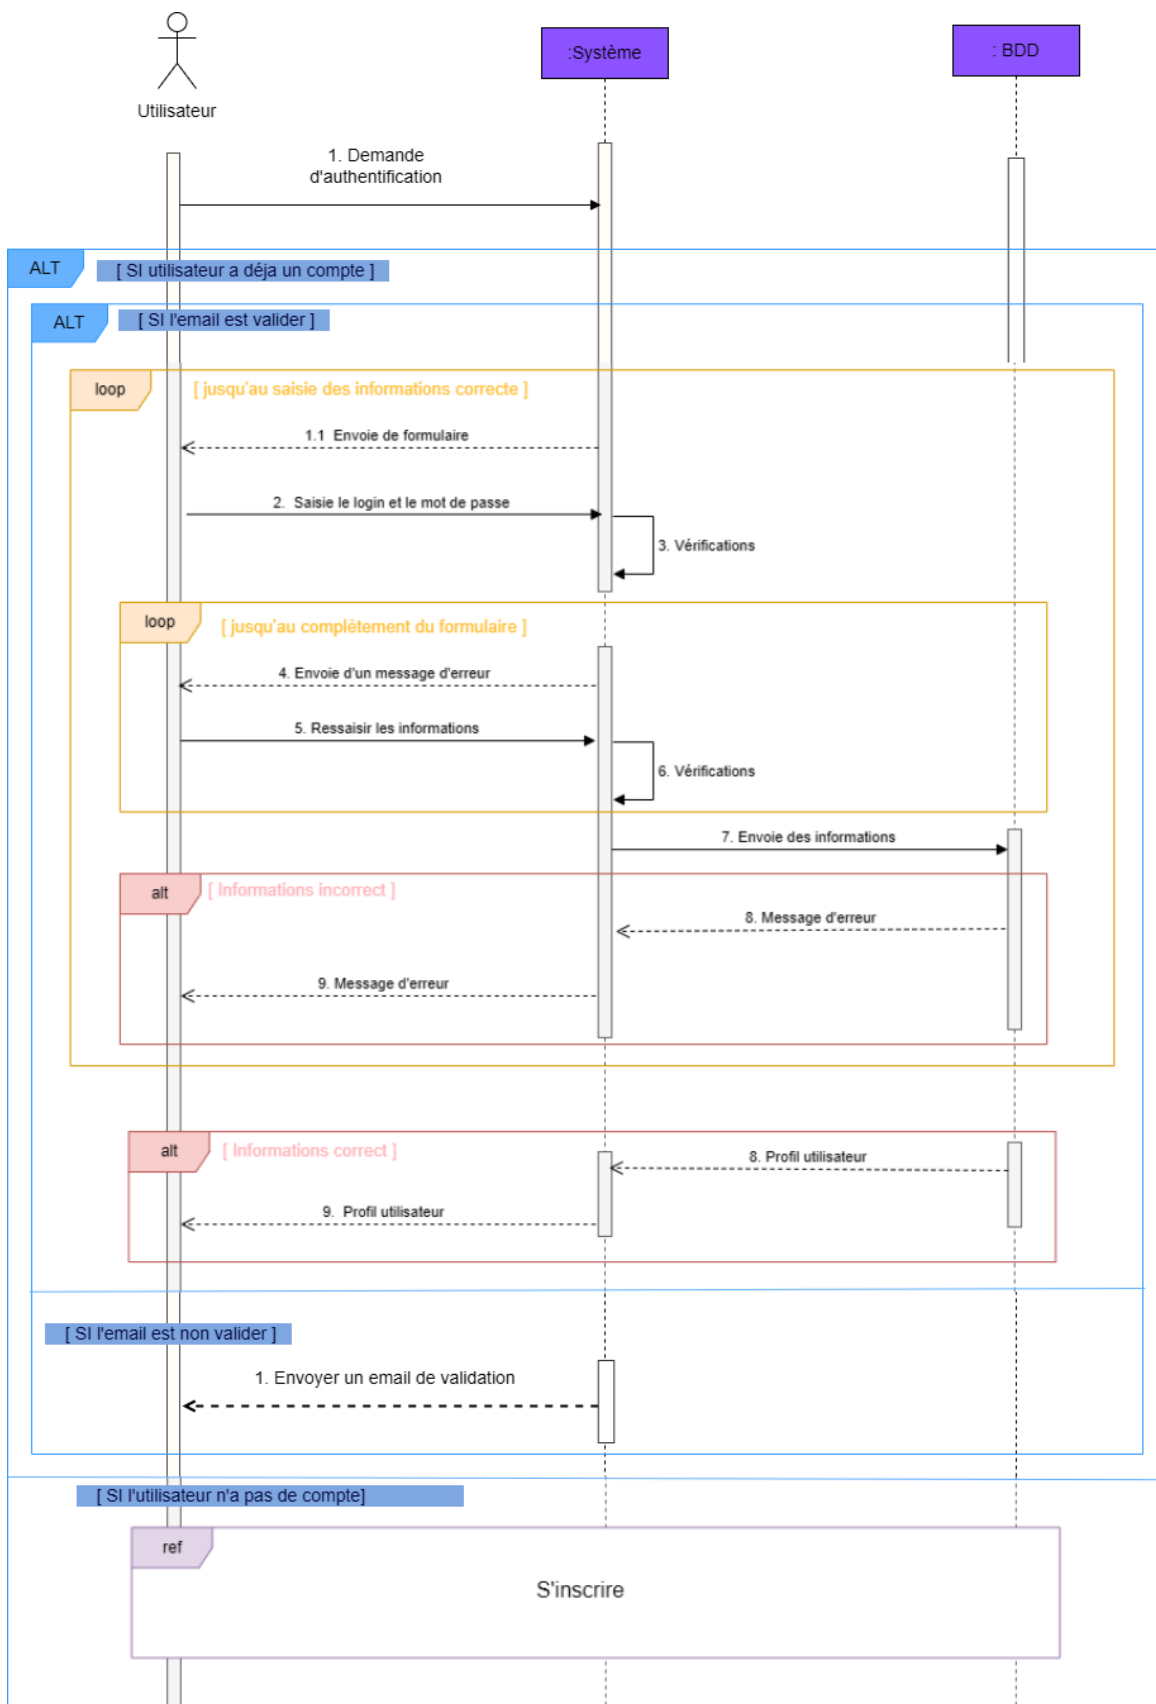 :Système
: BDD
Utilisateur
1. Demande
d'authentification
ALT
[ SI utilisateur a déja un compte ]
ALT
[ SI l'email est valider ]
loop
[ jusqu'au saisie des informations correcte ]
1.1 Envoie de formulaire
2. Saisie le login et le mot de passe
3. Vérifications
loop
[ jusqu'au complètement du formulaire ]
4. Envoie d'un message d'erreur
5. Ressaisir les informations
6. Vérifications
7. Envoie des informations
alt
[ Informations incorrect ]
8. Message d'erreur
9. Message d'erreur
alt
[ Informations correct ]
8. Profil utilisateur
9. Profil utilisateur
[ SI l'email est non valider ]
1. Envoyer un email de validation
[ SI l'utilisateur n'a pas de compte]
ref
S'inscrire